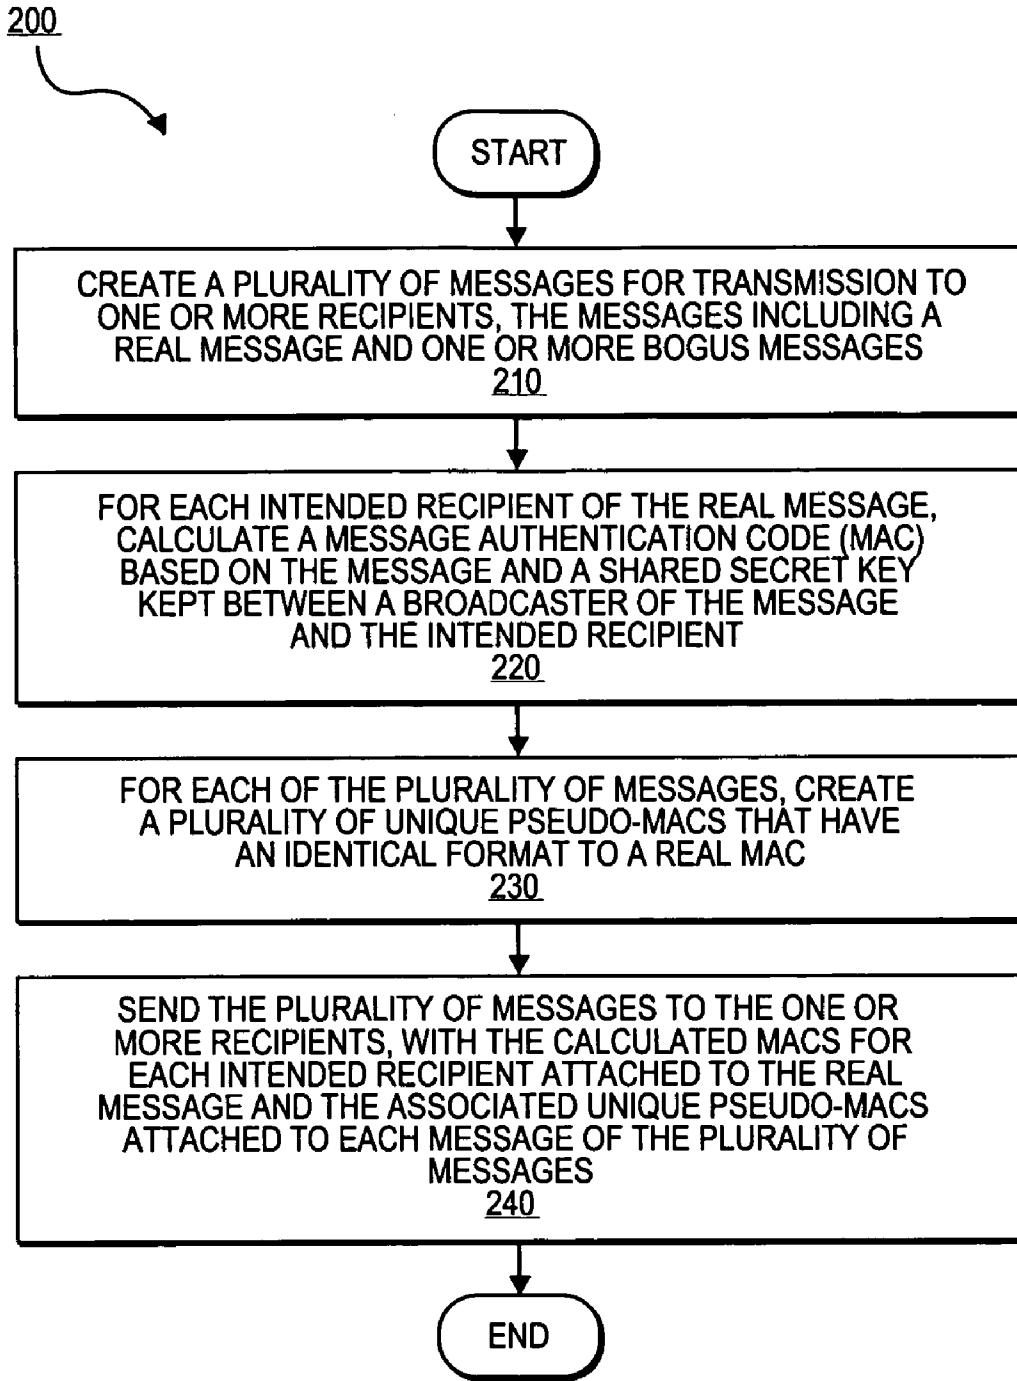 200
START
CREATE A PLURALITY OF MESSAGES FOR TRANSMISSION TO
ONE OR MORE RECIPIENTS, THE MESSAGES INCLUDING A
REAL MESSAGE AND ONE OR MORE BOGUS MESSAGES
210
FOR EACH INTENDED RECIPIENT OF THE REAL MESSAGE,
CALCULATE A MESSAGE AUTHENTICATION CODE (MAC)
BASED ON THE MESSAGE AND A SHARED SECRET KEY
KEPT BETWEEN A BROADCASTER OF THE MESSAGE
AND THE INTENDED RECIPIENT
220
FOR EACH OF THE PLURALITY OF MESSAGES, CREATE
A PLURALITY OF UNIQUE PSEUDO-MACS THAT HAVE
AN IDENTICAL FORMAT TO A REAL MAC
230
SEND THE PLURALITY OF MESSAGES TO THE ONE OR
MORE RECIPIENTS, WITH THE CALCULATED MACS FOR
EACH INTENDED RECIPIENT ATTACHED TO THE REAL
MESSAGE AND THE ASSOCIATED UNIQUE PSEUDO-MACS
ATTACHED TO EACH MESSAGE OF THE PLURALITY OF
MESSAGES
240
END